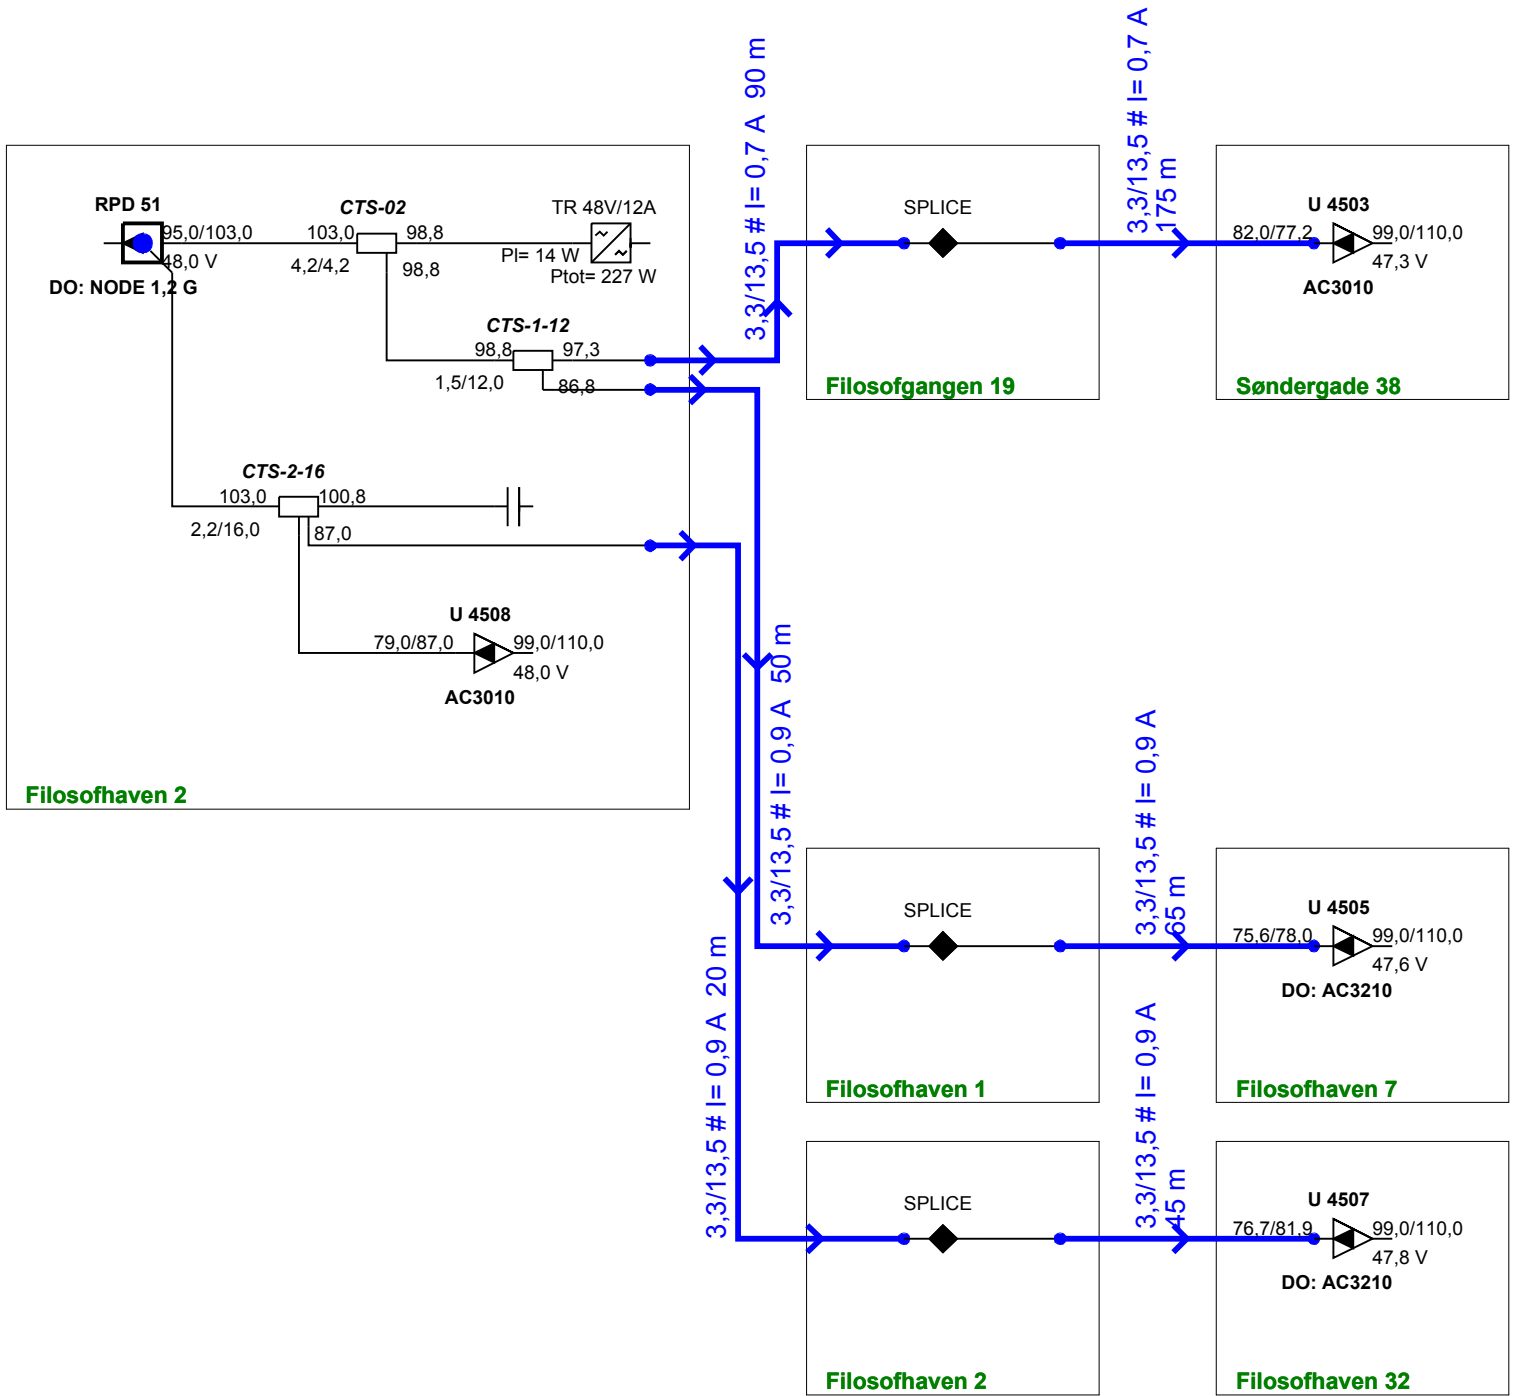 RPD 51
95,0/103,0
48,0 V
DO: NODE 1,2 G
CTS-02
103,0
98,8
4,2/4,2
98,8
TR 48V/12A
Pl= 14 W
Ptot= 227 W
CTS-1-12
98,8
97,3
1,5/12,0
86,8
CTS-2-16
103,0
100,8
2,2/16,0
87,0
U 4508
79,0/87,0
99,0/110,0
48,0 V
AC3010
Filosofhaven 2
3,3/13,5 # I= 0,7 A 90 m
SPLICE
Filosofgangen 19
3,3/13,5 # I= 0,7 A
175 m
U 4503
82,0/77,2
99,0/110,0
47,3 V
AC3010
Søndergade 38
3,3/13,5 # I= 0,9 A 50 m
SPLICE
Filosofhaven 1
3,3/13,5 # I= 0,9 A
65 m
U 4505
75,6/78,0
99,0/110,0
47,6 V
DO: AC3210
Filosofhaven 7
3,3/13,5 # I= 0,9 A 20 m
SPLICE
Filosofhaven 2
3,3/13,5 # I= 0,9 A
45 m
U 4507
76,7/81,9
99,0/110,0
47,8 V
DO: AC3210
Filosofhaven 32